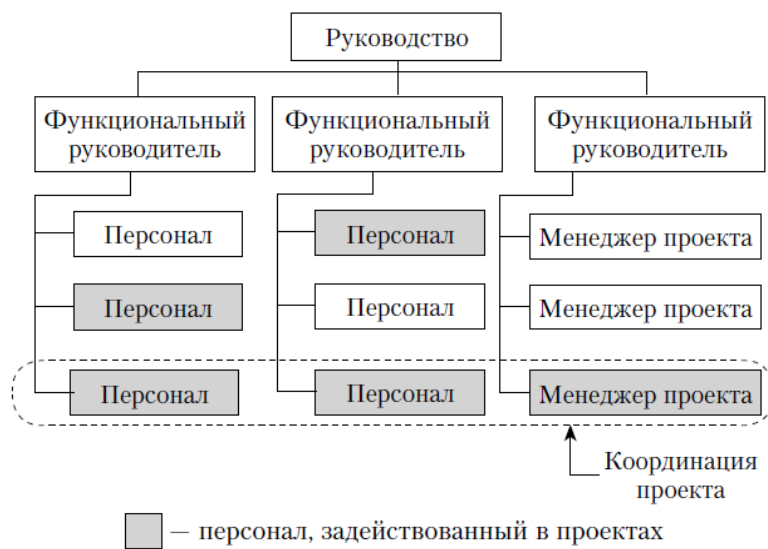 Руководство
Функциональный
руководитель
Функциональный
руководитель
Функциональный
руководитель
Персонал
Персонал
Менеджер проекта
Персонал
Персонал
Менеджер проекта
Персонал
Персонал
Менеджер проекта
Координация
проекта
— персонал, задействованный в проектах